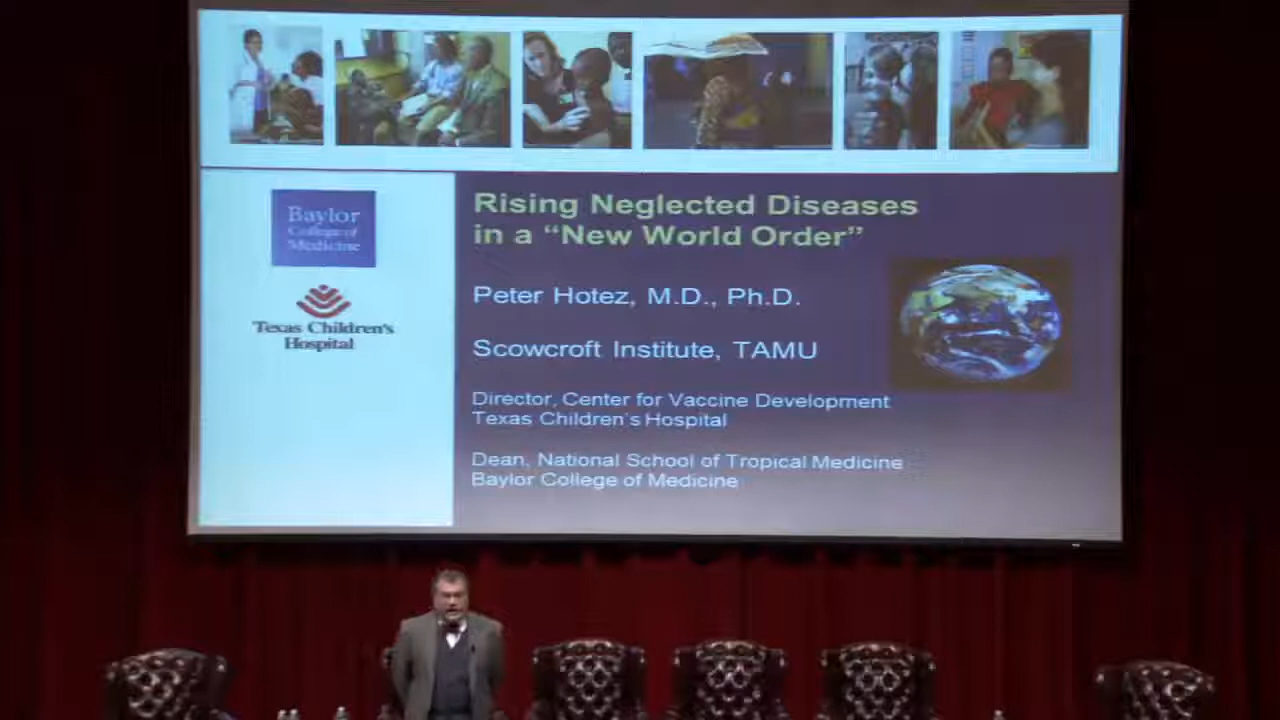 Baylor
College of
Medicine
Texas Children's
Hospital
Rising Neglected Diseases
in a “New World Order”
Peter Hotez, M.D., Ph.D.
Scowcroft Institute, TAMU
Director, Center for Vaccine Development
Texas Children's Hospital
Dean, National School of Tropical Medicine
Baylor College of Medicine